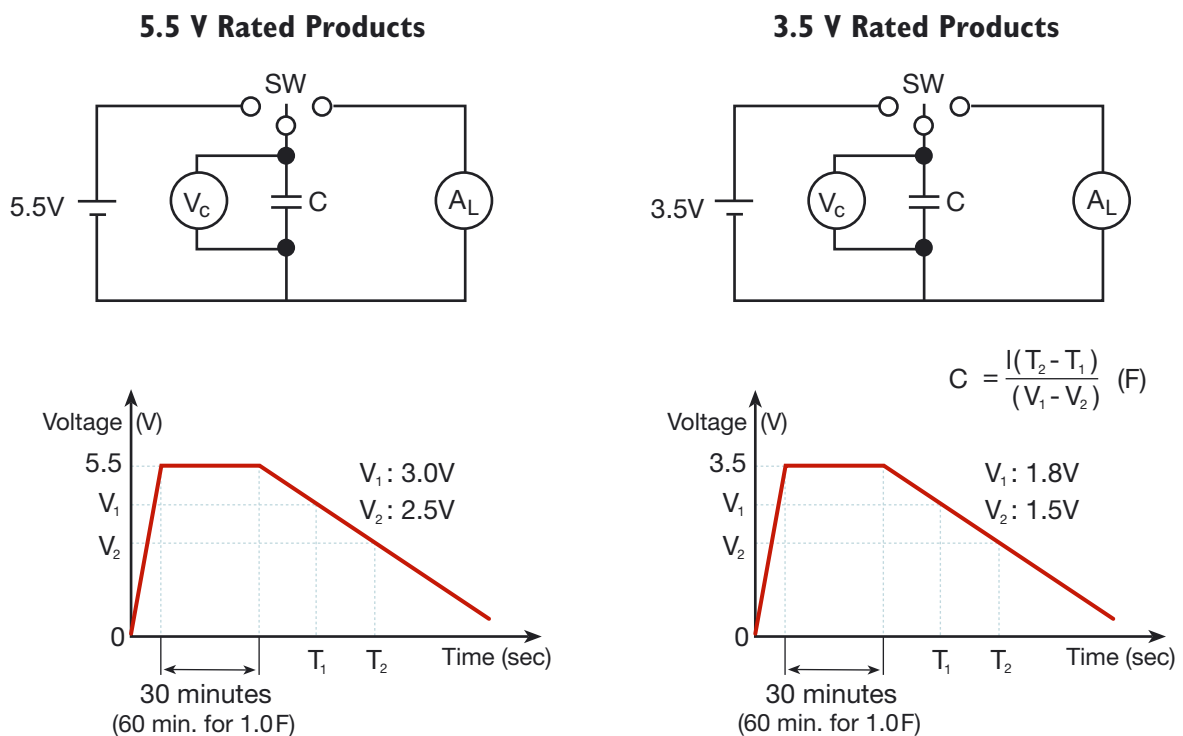 5.5 V Rated Products
SW
5.5V
Vc
C
AL
Voltage (V)
5.5
V1
V2
0
V1: 3.0V
V2: 2.5V
T1
T2
Time (sec)
30 minutes
(60 min. for 1.0F)
3.5 V Rated Products
SW
3.5V
Vc
C
AL
C = I(T2 - T1) / (V1 - V2) (F)
Voltage (V)
3.5
V1
V2
0
V1: 1.8V
V2: 1.5V
T1
T2
Time (sec)
30 minutes
(60 min. for 1.0F)